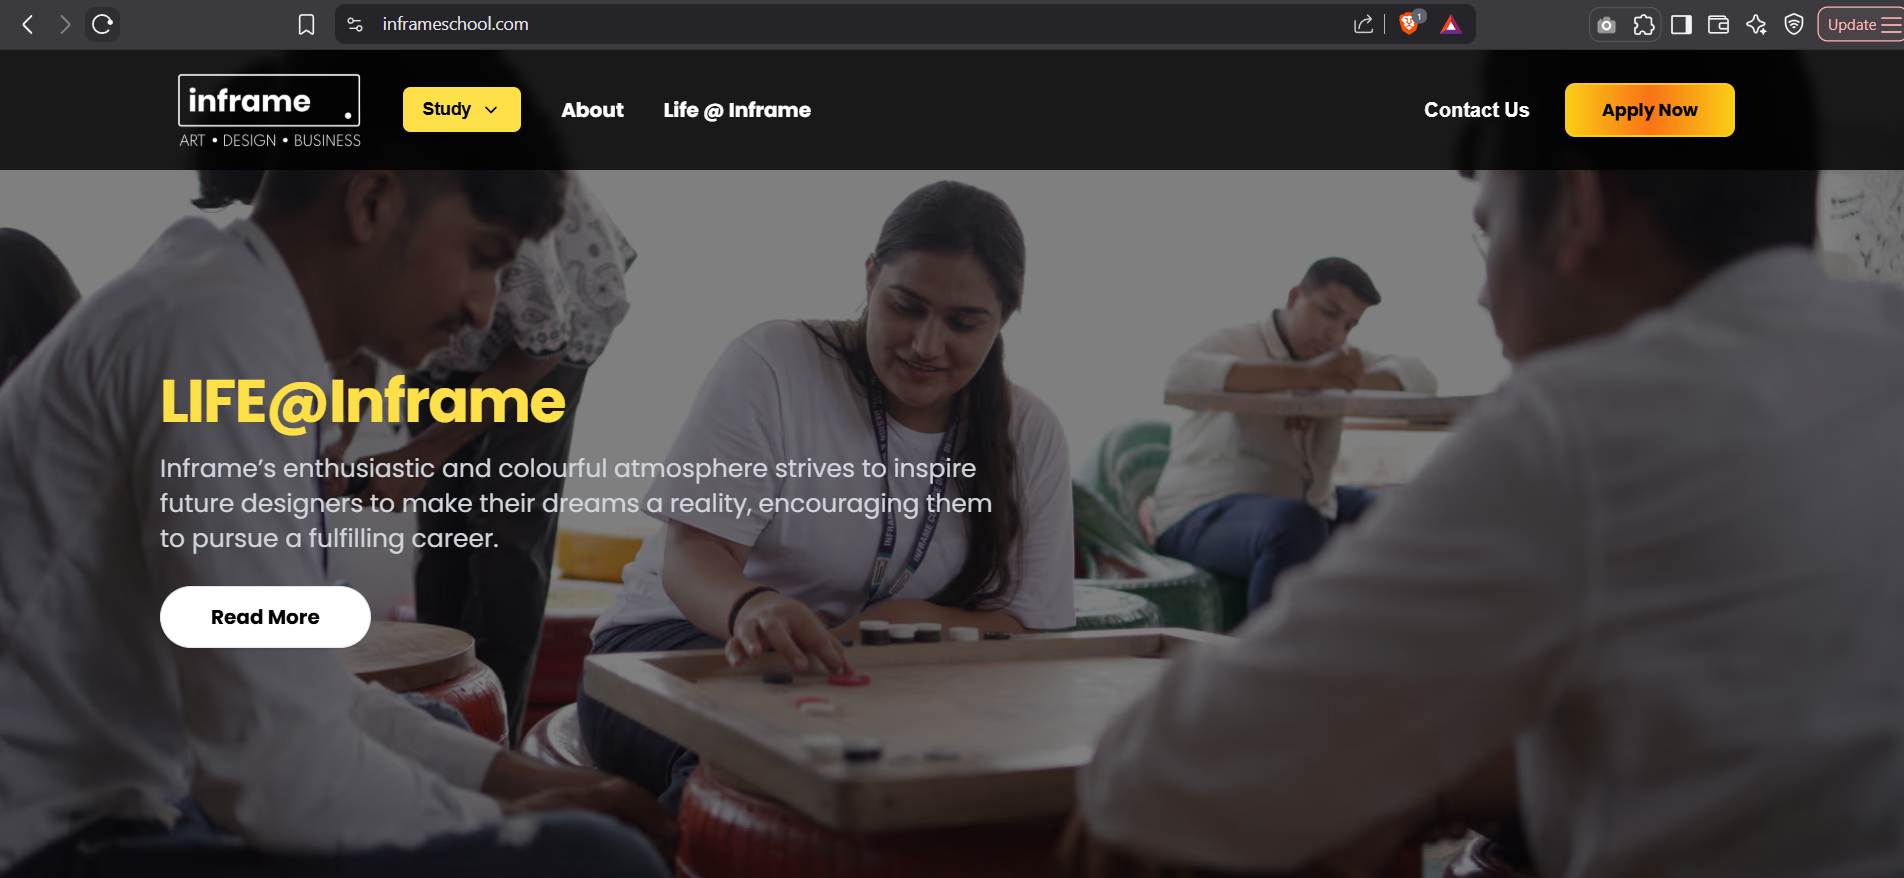 inframeschool.com
1
Update
inframe.
ART • DESIGN • BUSINESS
Study
About
Life @ Inframe
Contact Us
Apply Now
LIFE@Inframe
Inframe’s enthusiastic and colourful atmosphere strives to inspire
future designers to make their dreams a reality, encouraging them
to pursue a fulfilling career.
Read More